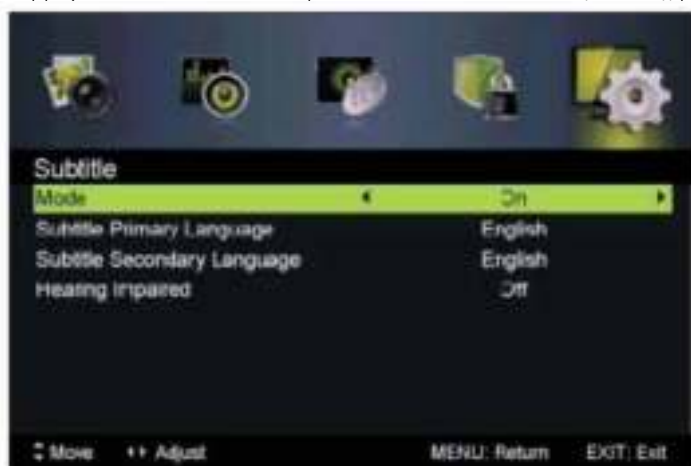 Subtitle
Mode On
Subtitle Primary Language English
Subtitle Secondary Language English
Hearing Impaired Off
Move Adjust MENU: Return EXIT: Exit